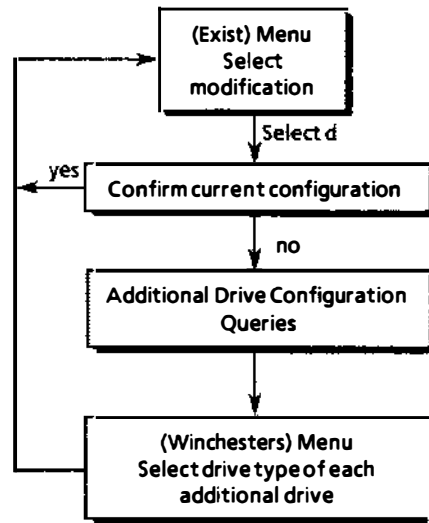 (Exist) Menu
Select
modification
Select d
yes
Confirm current configuration
no
Additional Drive Configuration
Queries
(Winchesters) Menu
Select drive type of each
additional drive